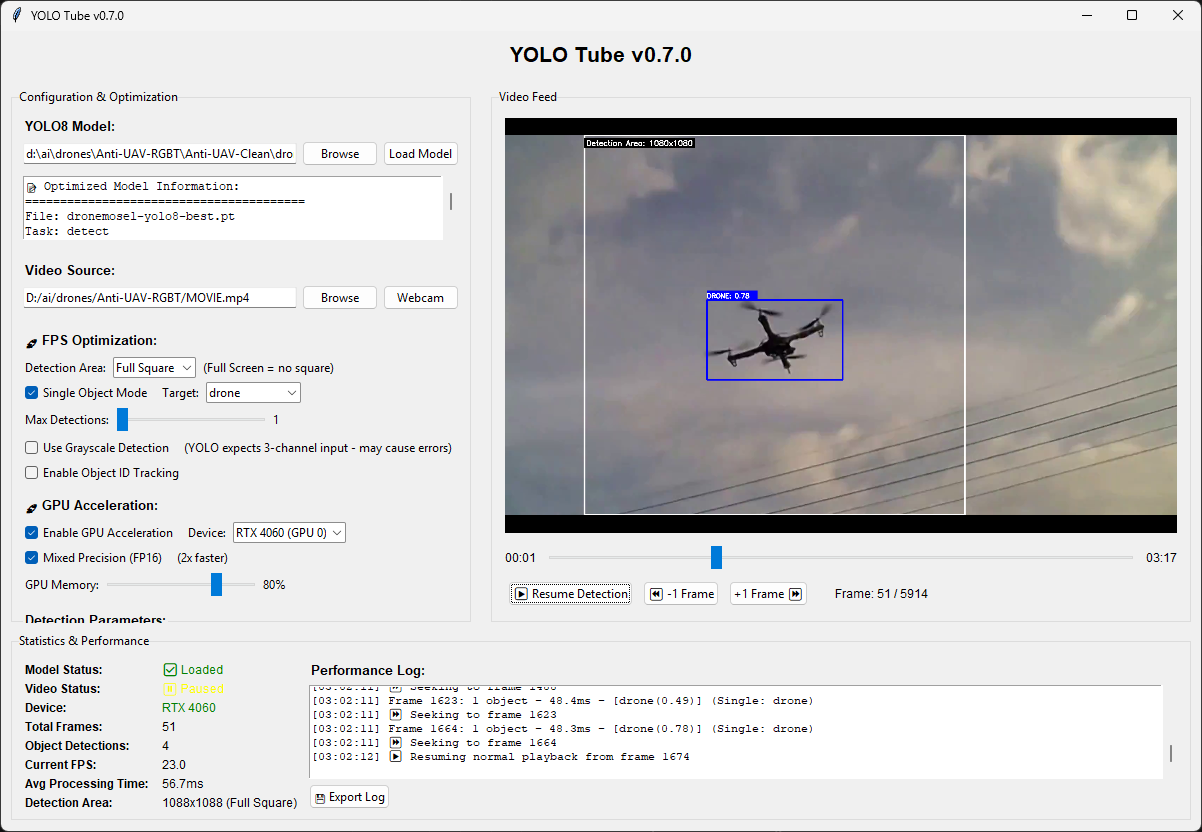 YOLO Tube v0.7.0
YOLO Tube v0.7.0
Configuration & Optimization
YOLO8 Model:
d:\ai\drones\Anti-UAV-RGBT\Anti-UAV-Clean\dro
Browse
Load Model
Optimized Model Information:
========================================
File: dronemosel-yolo8-best.pt
Task: detect
Video Source:
D:/ai/drones/Anti-UAV-RGBT/MOVIE.mp4
Browse
Webcam
FPS Optimization:
Detection Area: Full Square (Full Screen = no square)
Single Object Mode Target: drone
Max Detections: 1
Use Grayscale Detection (YOLO expects 3-channel input - may cause errors)
Enable Object ID Tracking
GPU Acceleration:
Enable GPU Acceleration Device: RTX 4060 (GPU 0)
Mixed Precision (FP16) (2x faster)
GPU Memory: 80%
Detection Parameters:
Video Feed
Detection Area: 1080x1080
DRONE: 0.78
00:01 03:17
Resume Detection
-1 Frame
+1 Frame
Frame: 51 / 5914
Statistics & Performance
Model Status: Loaded
Video Status: Paused
Device: RTX 4060
Total Frames: 51
Object Detections: 4
Current FPS: 23.0
Avg Processing Time: 56.7ms
Detection Area: 1088x1088 (Full Square)
Performance Log:
[03:02:11] Seeking to frame
[03:02:11] Frame 1623: 1 object - 48.4ms - [drone(0.49)] (Single: drone)
[03:02:11] Seeking to frame 1623
[03:02:11] Frame 1664: 1 object - 48.3ms - [drone(0.78)] (Single: drone)
[03:02:11] Seeking to frame 1664
[03:02:12] Resuming normal playback from frame 1674
Export Log